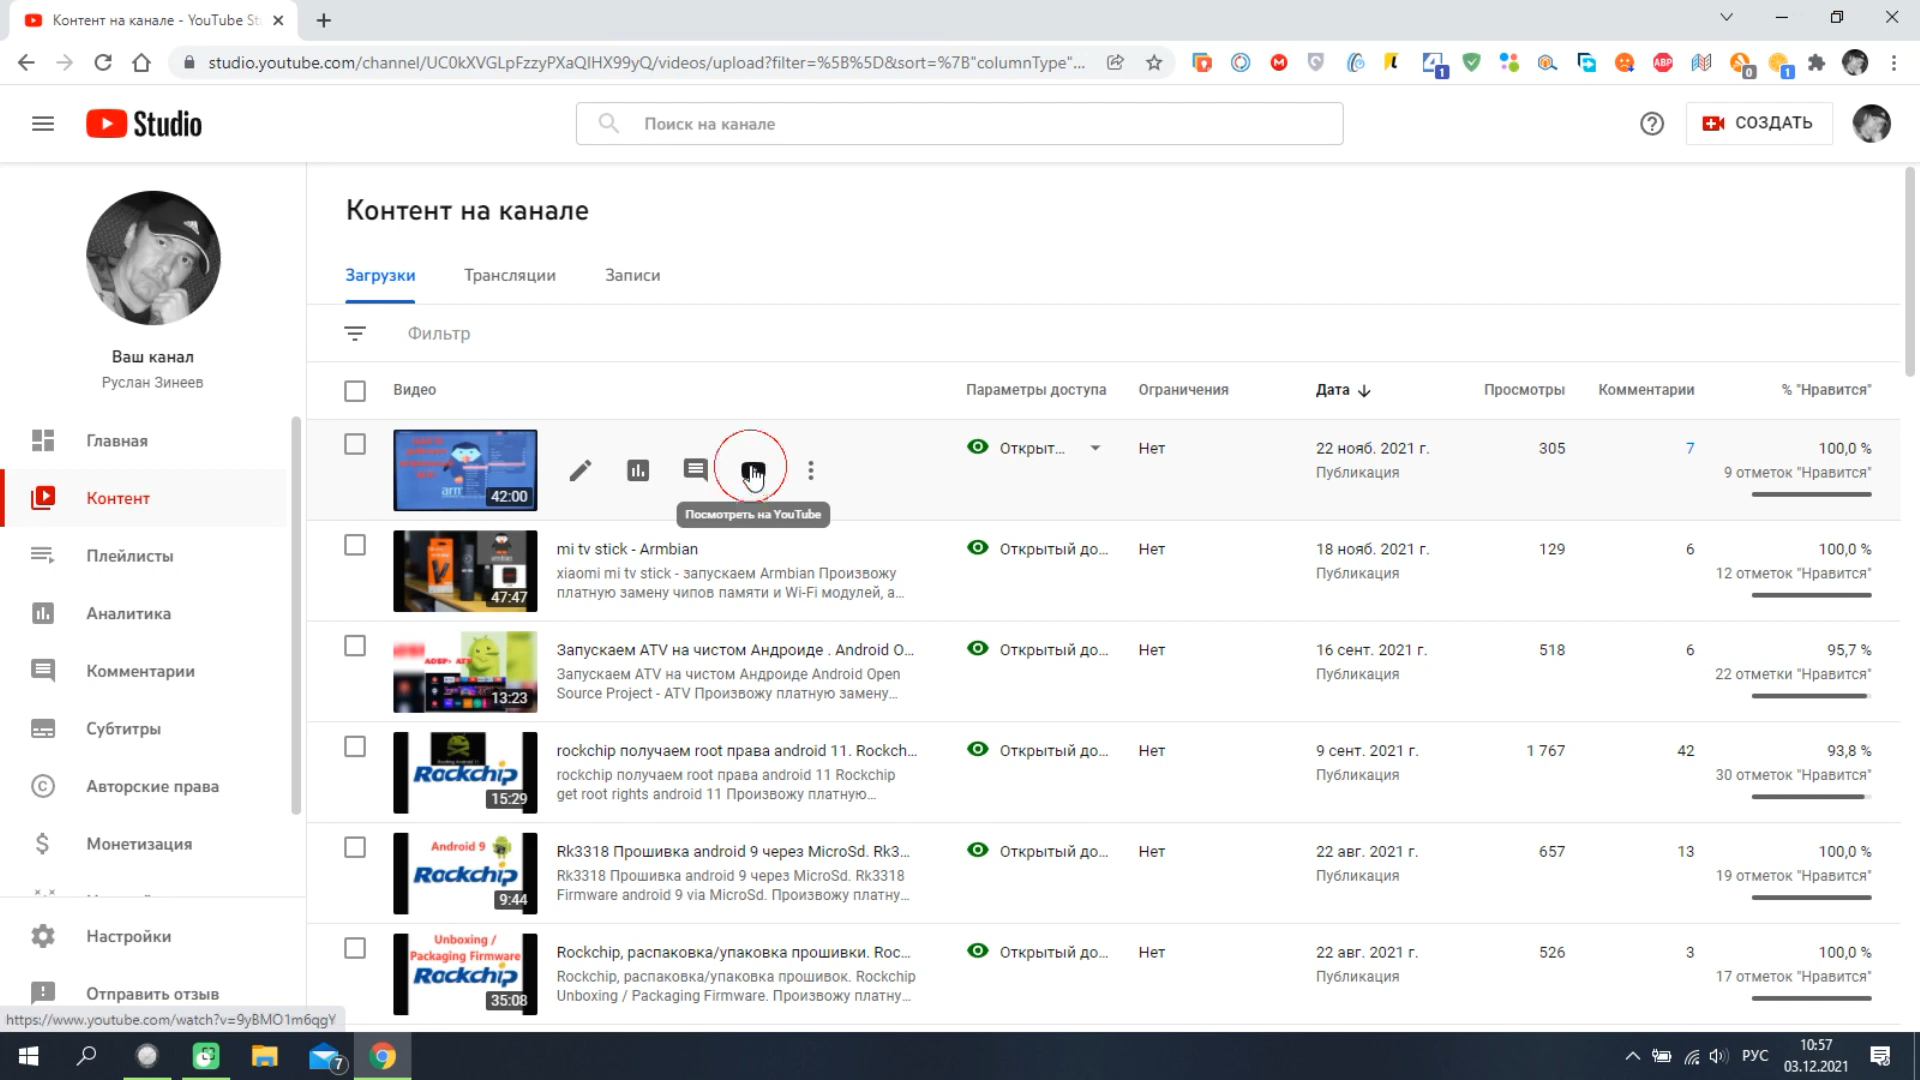 Контент на канале - YouTube St
studio.youtube.com/channel/UC0kXVGLpFzzyPXaQIHX99yQ/videos/upload?filter=%5B%5D&sort=%7B"columnType"...
1
ABP
0
1
Studio
Поиск на канале
СОЗДАТЬ
Ваш канал
Руслан Зинеев
Главная
Контент
Плейлисты
Аналитика
Комментарии
Субтитры
Авторские права
Монетизация
Настройки
Отправить отзыв
https://www.youtube.com/watch?v=9yBMO1m6qgY
Контент на канале
Загрузки Трансляции Записи
Фильтр
Видео Параметры доступа Ограничения Дата Просмотры Комментарии % "Нравится"
42:00
Посмотреть на YouTube
Открыт... Нет 22 нояб. 2021 г. 305 7 100,0 %
Публикация 9 отметок "Нравится"
47:47
mi tv stick - Armbian Открытый до... Нет 18 нояб. 2021 г. 129 6 100,0 %
xiaomi mi tv stick - запускаем Armbian Произвожу Публикация 12 отметок "Нравится"
платную замену чипов памяти и Wi-Fi модулей, а...
13:23
Запускаем ATV на чистом Андроиде . Android O... Открытый до... Нет 16 сент. 2021 г. 518 6 95,7 %
Запускаем ATV на чистом Андроиде Android Open Публикация 22 отметки "Нравится"
Source Project - ATV Произвожу платную замену...
Rockchip
15:29
rockchip получаем root права android 11. Rockch... Открытый до... Нет 9 сент. 2021 г. 1 767 42 93,8 %
rockchip получаем root права android 11 Rockchip Публикация 30 отметок "Нравится"
get root rights android 11 Произвожу платную...
Android 9
Rockchip
9:44
Rk3318 Прошивка android 9 через MicroSd. Rk3... Открытый до... Нет 22 авг. 2021 г. 657 13 100,0 %
Rk3318 Прошивка android 9 через MicroSd. Rk3318 Публикация 19 отметок "Нравится"
Firmware android 9 via MicroSd. Произвожу платну...
Unboxing /
Packaging Firmware
Rockchip
35:08
Rockchip, распаковка/упаковка прошивки. Roc... Открытый до... Нет 22 авг. 2021 г. 526 3 100,0 %
Rockchip, распаковка/упаковка прошивок. Rockchip Публикация 17 отметок "Нравится"
Unboxing / Packaging Firmware. Произвожу платну...
7
РУС
10:57
03.12.2021